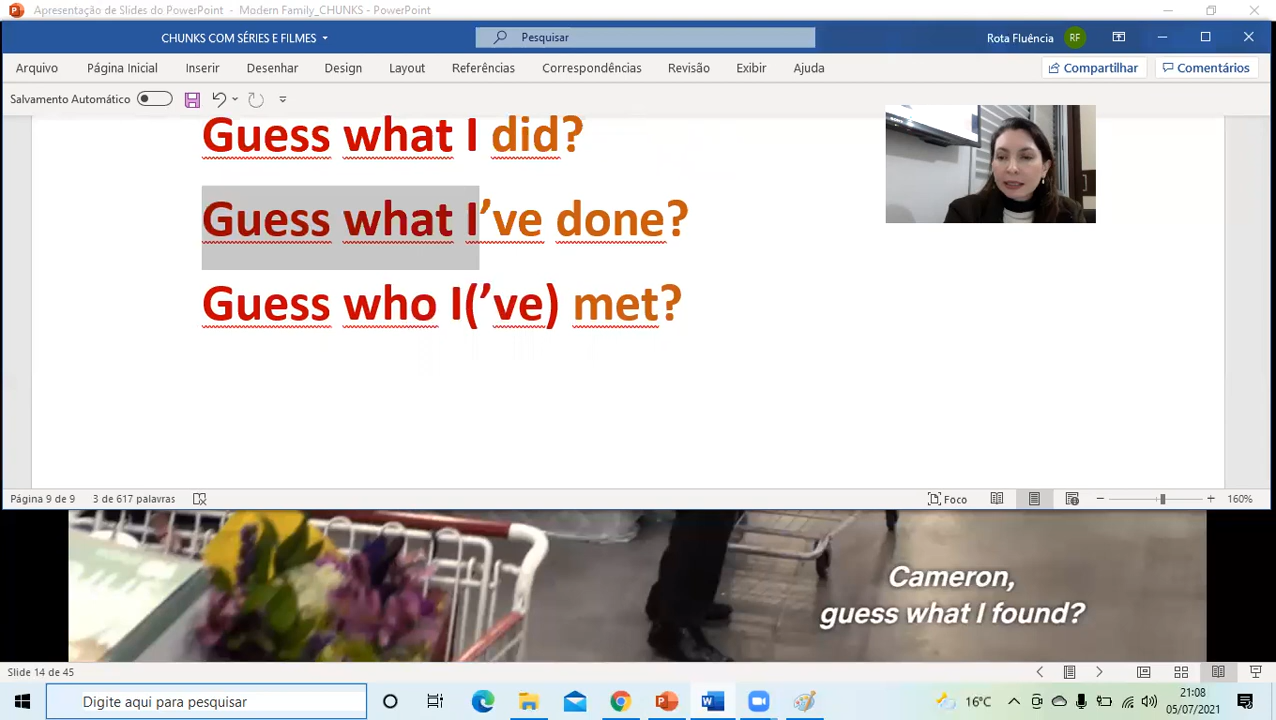 Apresentação de Slides do PowerPoint - Modern Family_CHUNKS - PowerPoint
CHUNKS COM SÉRIES E FILMES
Pesquisar
Rota Fluência
RF
Arquivo Página Inicial Inserir Desenhar Design Layout Referências Correspondências Revisão Exibir Ajuda
Compartilhar
Comentários
Salvamento Automático
Guess what I did?
Guess what I’ve done?
Guess who I(’ve) met?
Página 9 de 9 3 de 617 palavras
Foco
160%
Cameron,
guess what I found?
Slide 14 de 45
Digite aqui para pesquisar
16°C
21:08
05/07/2021